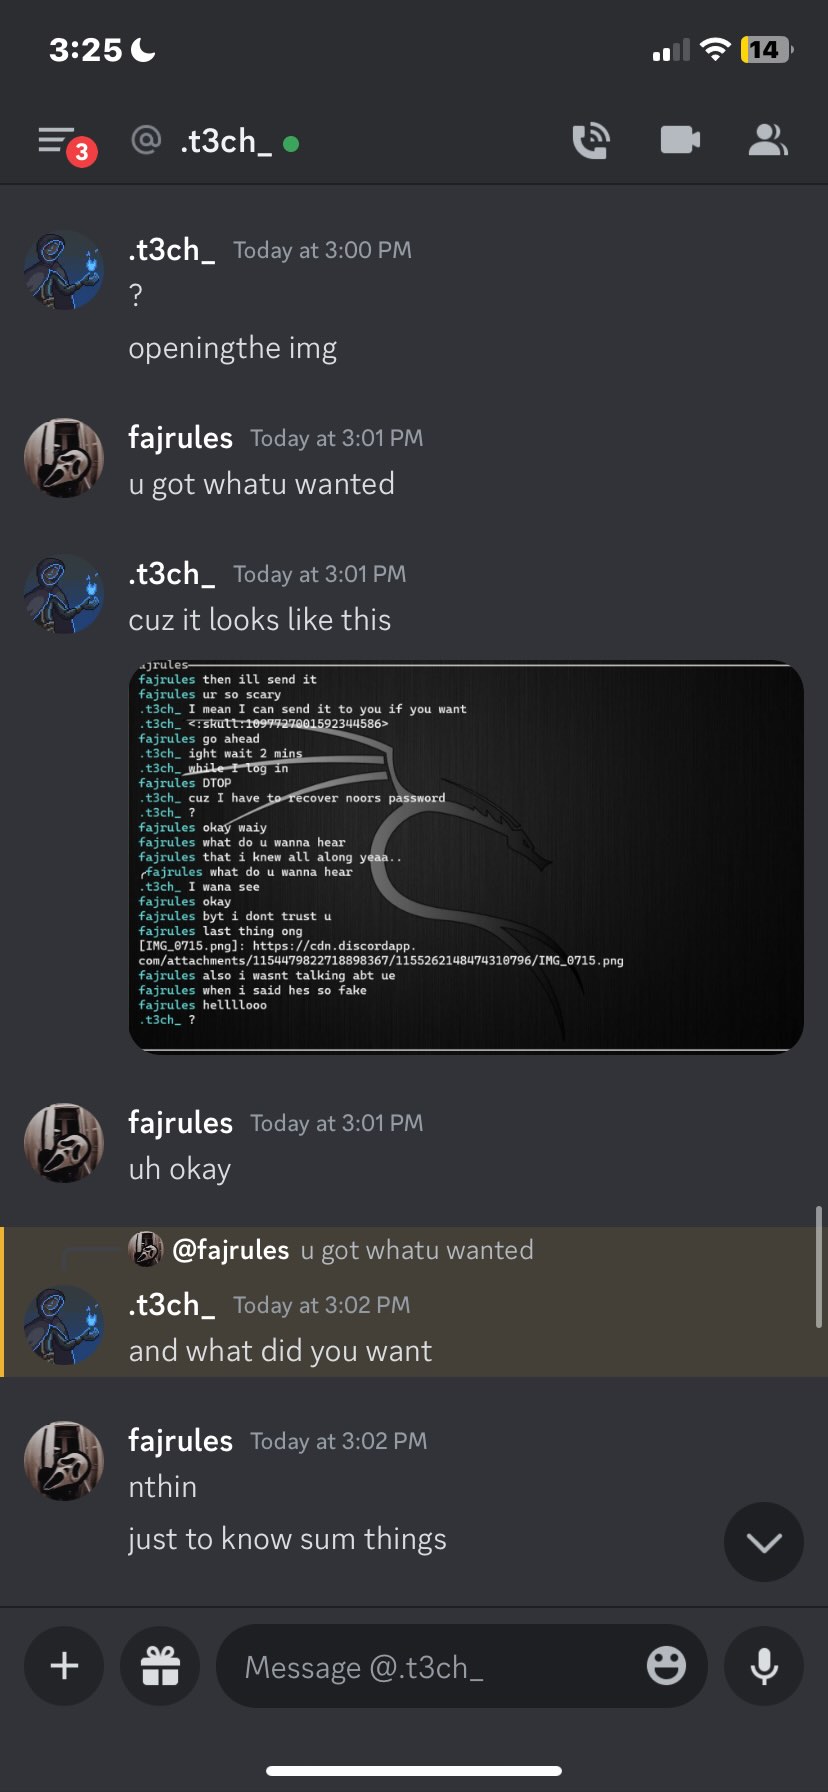 3:25
14
3
@ .t3ch_
.t3ch_ Today at 3:00 PM
?
openingthe img
fajrules Today at 3:01 PM
u got whatu wanted
.t3ch_ Today at 3:01 PM
cuz it looks like this
ajrules
fajrules then ill send it
fajrules ur so scary
.t3ch_ I mean I can send it to you if you want
.t3ch_ <:skull:1097727001592344586>
fajrules go ahead
.t3ch_ ight wait 2 mins
.t3ch_ while I log in
fajrules DTOP
.t3ch_ cuz I have to recover noors password
.t3ch_ ?
fajrules okay waiy
fajrules what do u wanna hear
fajrules that i knew all along yeaa..
fajrules what do u wanna hear
.t3ch_ I wana see
fajrules okay
fajrules byt i dont trust u
fajrules last thing ong
[IMG_0715.png]: https://cdn.discordapp.
com/attachments/1154479822718898367/1155262148474310796/IMG_0715.png
fajrules also i wasnt talking abt ue
fajrules when i said hes so fake
fajrules hellllooo
.t3ch_ ?
fajrules Today at 3:01 PM
uh okay
@fajrules u got whatu wanted
.t3ch_ Today at 3:02 PM
and what did you want
fajrules Today at 3:02 PM
nthin
just to know sum things
Message @.t3ch_